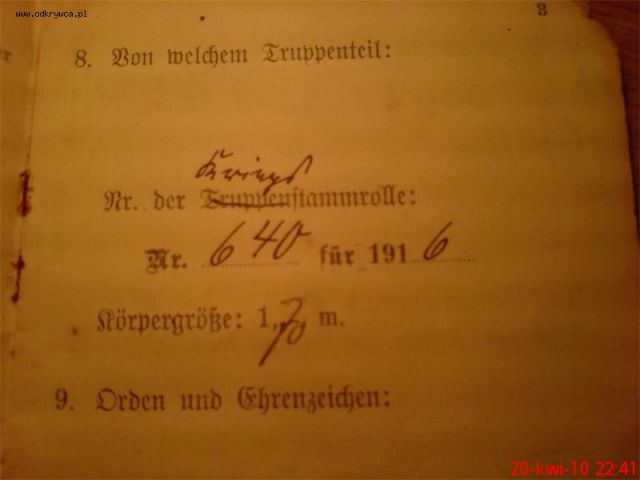 www.odkrywca.pl
3
8. Von welchem Truppenteil:
Kriegs
Nr. der Truppenstammrolle:
Nr. 640 für 1916
Körpergröße: 1,70 m.
9. Orden und Ehrenzeichen:
20-kwi-10 22:41